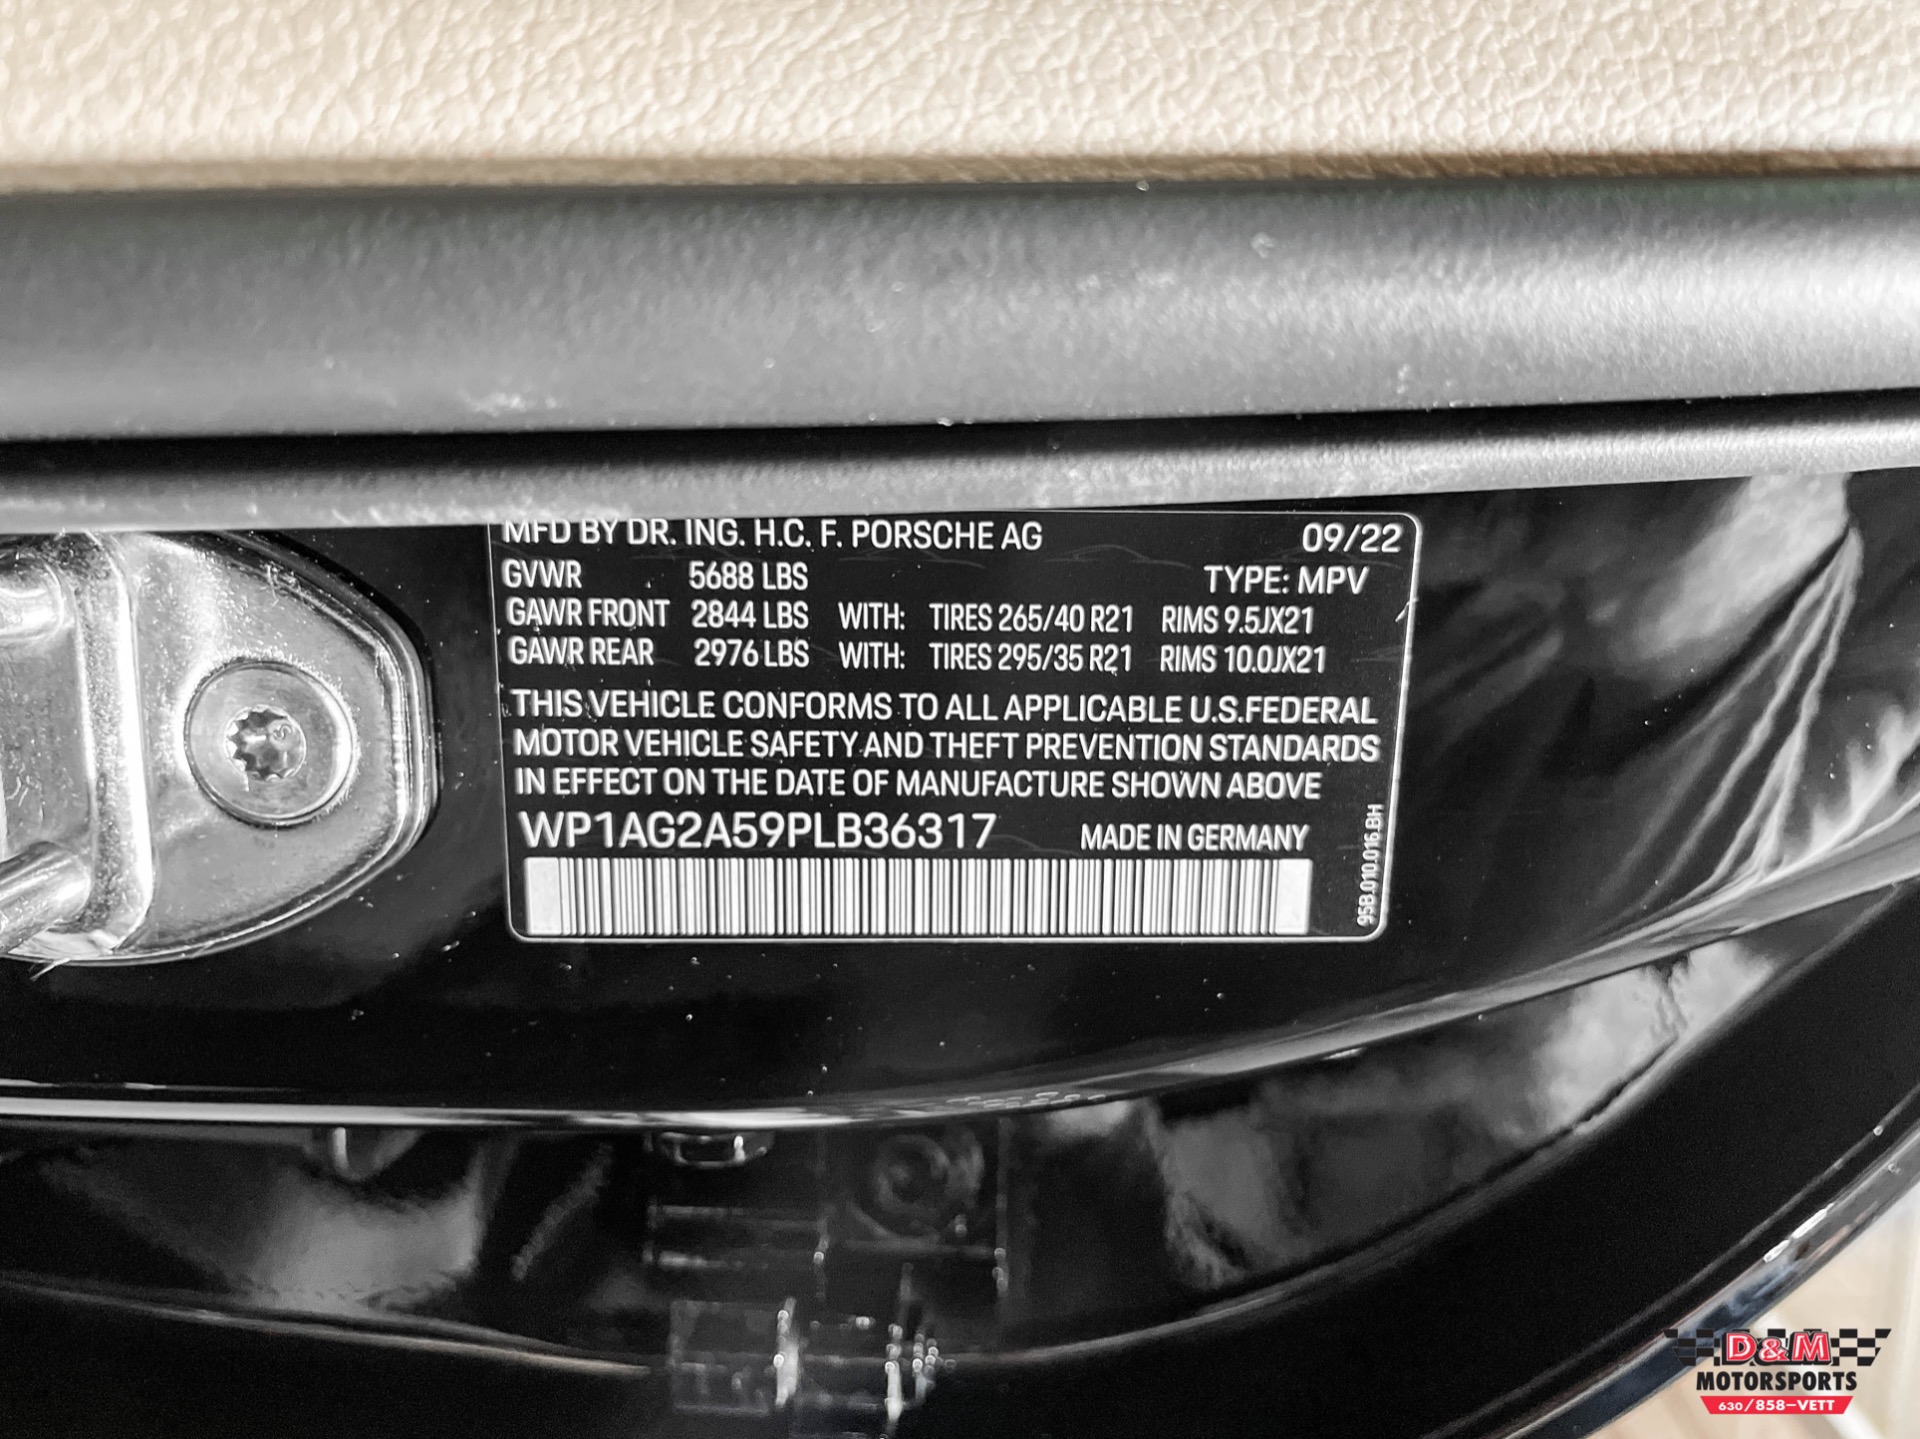 MFD BY DR. ING. H.C. F. PORSCHE AG 09/22
GVWR 5688 LBS TYPE: MPV
GAWR FRONT 2844 LBS WITH: TIRES 265/40 R21 RIMS 9.5JX21
GAWR REAR 2976 LBS WITH: TIRES 295/35 R21 RIMS 10.0JX21
THIS VEHICLE CONFORMS TO ALL APPLICABLE U.S.FEDERAL
MOTOR VEHICLE SAFETY AND THEFT PREVENTION STANDARDS
IN EFFECT ON THE DATE OF MANUFACTURE SHOWN ABOVE
WP1AG2A59PLB36317 MADE IN GERMANY
95B.010.016.BH
D&M
MOTORSPORTS
630/858-VETT